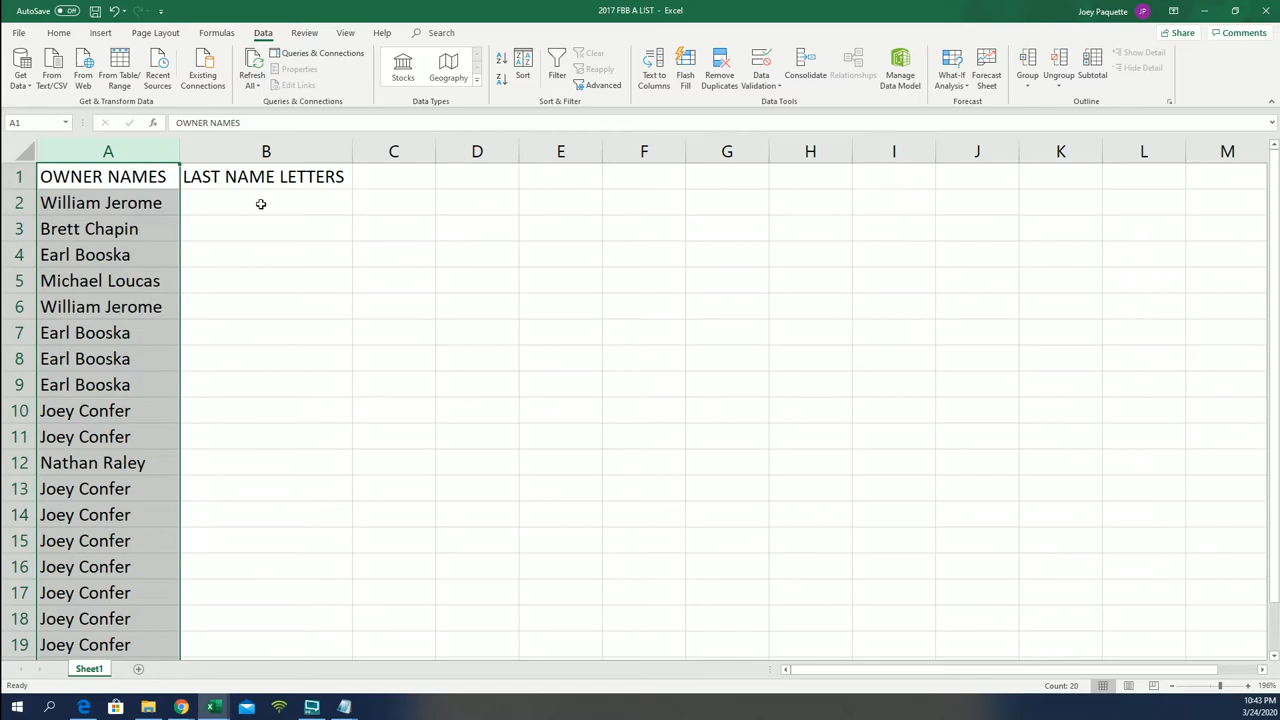 AutoSave Off 2017 FBB A LIST - Excel Joey Paquette JP
File Home Insert Page Layout Formulas Data Review View Help Search Share Comments
Get Data From Text/CSV From Web From Table/Range Recent Sources Existing Connections
Get & Transform Data
Refresh All Queries & Connections Properties Edit Links
Queries & Connections
Stocks Geography
Data Types
Sort Filter Clear Reapply Advanced
Sort & Filter
Text to Columns Flash Fill Remove Duplicates Data Validation Consolidate Relationships Manage Data Model
Data Tools
What-If Analysis Forecast Sheet
Forecast
Group Ungroup Subtotal Show Detail Hide Detail
Outline
A1 fx OWNER NAMES
A B C D E F G H I J K L M
1 OWNER NAMES LAST NAME LETTERS
2 William Jerome
3 Brett Chapin
4 Earl Booska
5 Michael Loucas
6 William Jerome
7 Earl Booska
8 Earl Booska
9 Earl Booska
10 Joey Confer
11 Joey Confer
12 Nathan Raley
13 Joey Confer
14 Joey Confer
15 Joey Confer
16 Joey Confer
17 Joey Confer
18 Joey Confer
19 Joey Confer
Sheet1
Ready Count: 20 196%
10:43 PM
3/24/2020